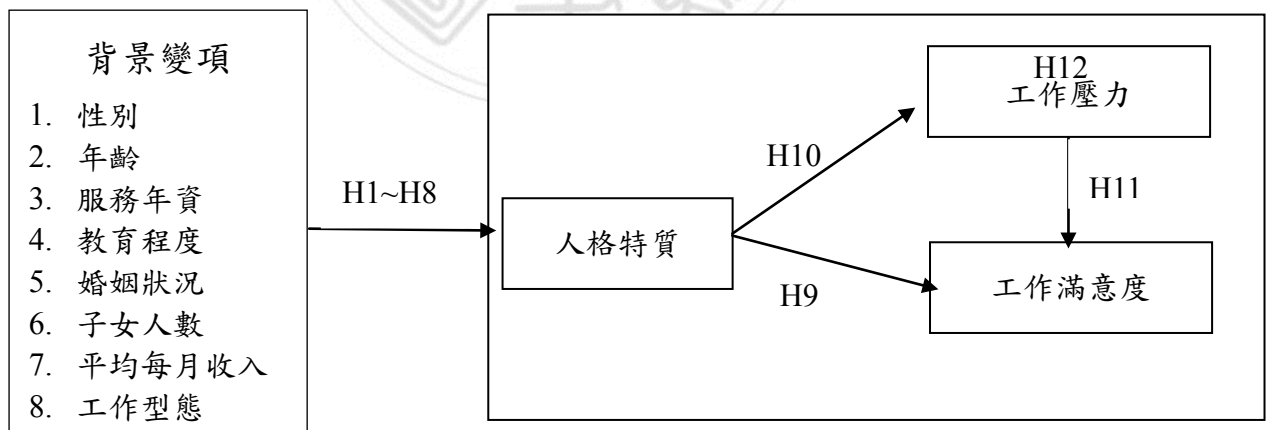 背景變項
1. 性別
2. 年齡
3. 服務年資
4. 教育程度
5. 婚姻狀況
6. 子女人數
7. 平均每月收入
8. 工作型態
H1~H8
人格特質
H10
H9
H12
工作壓力
H11
工作滿意度